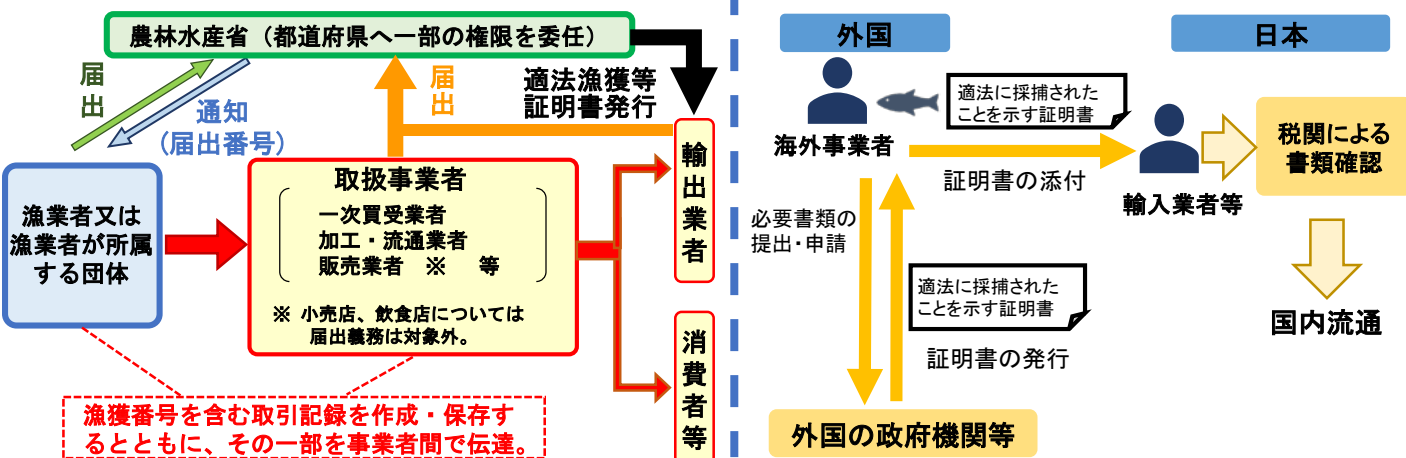 農林水産省（都道府県へ一部の権限を委任）
届
出
通知
（届出番号）
届
出
適法漁獲等
証明書発行
漁業者又は
漁業者が所属
する団体
取扱事業者
一次買受業者
加工・流通業者
販売業者　※　等
※ 小売店、飲食店については
届出義務は対象外。
輸
出
業
者
消
費
者
等
漁獲番号を含む取引記録を作成・保存す
るとともに、その一部を事業者間で伝達。
外国
日本
海外事業者
適法に採捕された
ことを示す証明書
証明書の添付
輸入業者等
税関による
書類確認
国内流通
必要書類の
提出・申請
適法に採捕された
ことを示す証明書
証明書の発行
外国の政府機関等